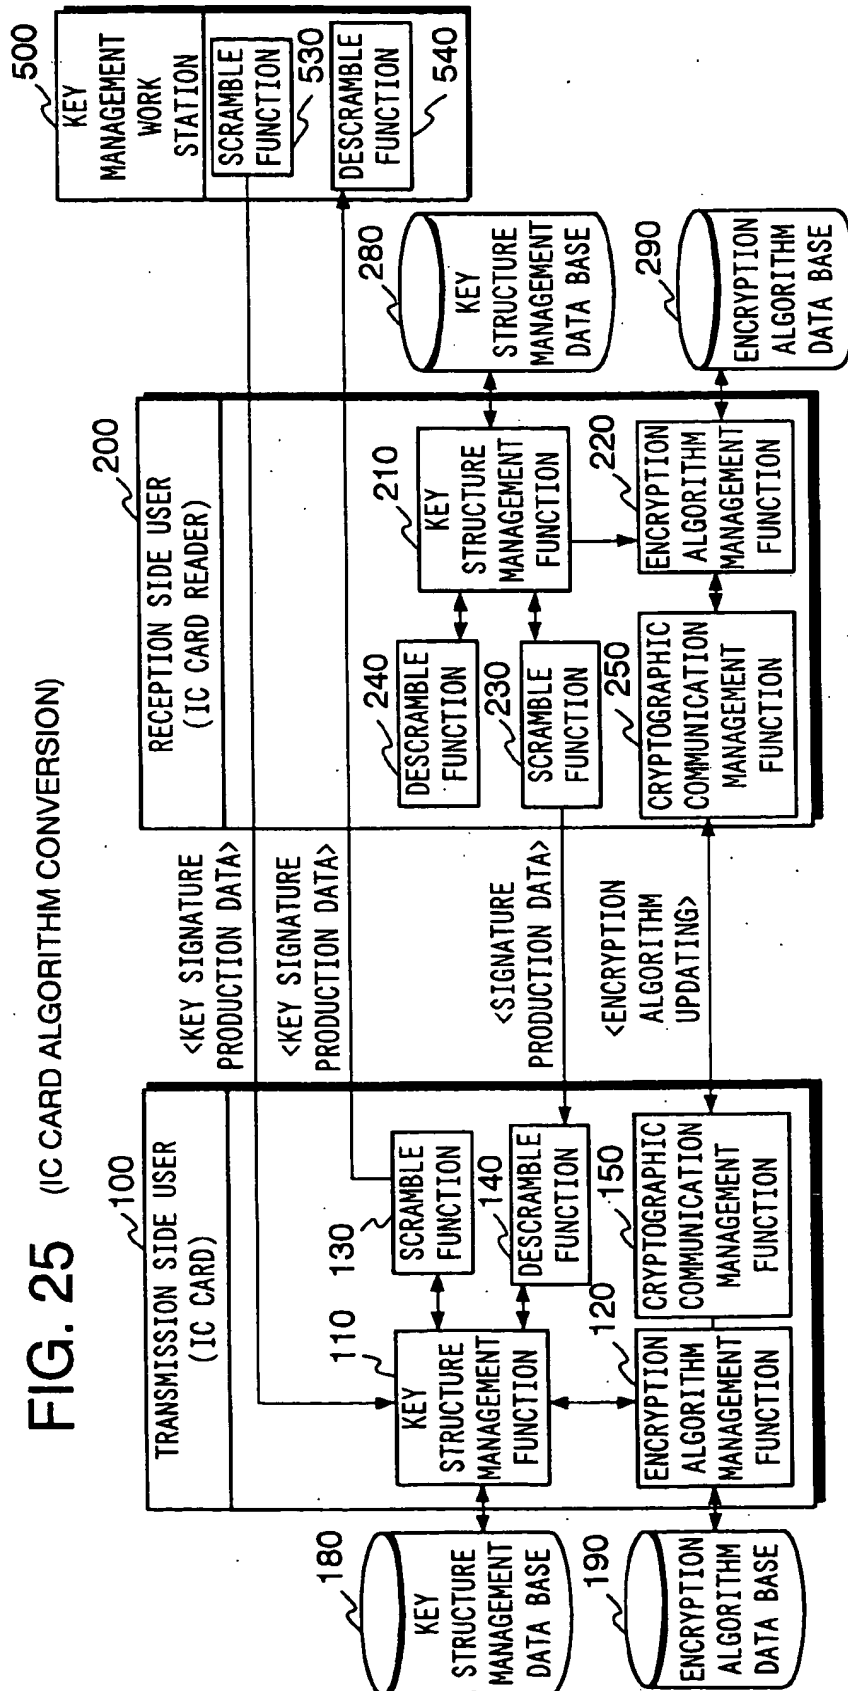 FIG. 25 (IC CARD ALGORITHM CONVERSION)
100
TRANSMISSION SIDE USER
(IC CARD)
110
KEY
STRUCTURE
MANAGEMENT
FUNCTION
130
SCRAMBLE
FUNCTION
140
DESCRAMBLE
FUNCTION
120
ENCRYPTION
ALGORITHM
MANAGEMENT
FUNCTION
150
CRYPTOGRAPHIC
COMMUNICATION
MANAGEMENT
FUNCTION
180
KEY
STRUCTURE
MANAGEMENT
DATA BASE
190
ENCRYPTION
ALGORITHM
DATA BASE
<KEY SIGNATURE
PRODUCTION DATA>
<KEY SIGNATURE
PRODUCTION DATA>
<SIGNATURE
PRODUCTION DATA>
<ENCRYPTION
ALGORITHM
UPDATING>
200
RECEPTION SIDE USER
(IC CARD READER)
240
DESCRAMBLE
FUNCTION
210
KEY
STRUCTURE
MANAGEMENT
FUNCTION
230
SCRAMBLE
FUNCTION
250
CRYPTOGRAPHIC
COMMUNICATION
MANAGEMENT
FUNCTION
220
ENCRYPTION
ALGORITHM
MANAGEMENT
FUNCTION
280
KEY
STRUCTURE
MANAGEMENT
DATA BASE
290
ENCRYPTION
ALGORITHM
DATA BASE
500
KEY
MANAGEMENT
WORK
STATION
SCRAMBLE
FUNCTION
530
DESCRAMBLE
FUNCTION
540